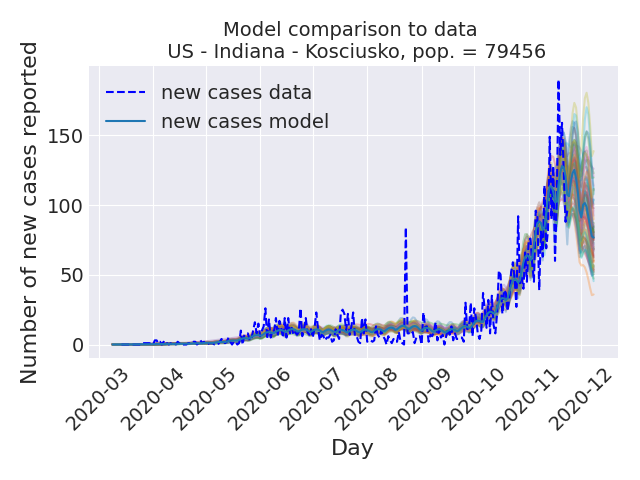 Model comparison to data
US - Indiana - Kosciusko, pop. = 79456
new cases data
new cases model
Number of new cases reported
150
100
50
0
2020-03
2020-04
2020-05
2020-06
2020-07
2020-08
2020-09
2020-10
2020-11
2020-12
Day